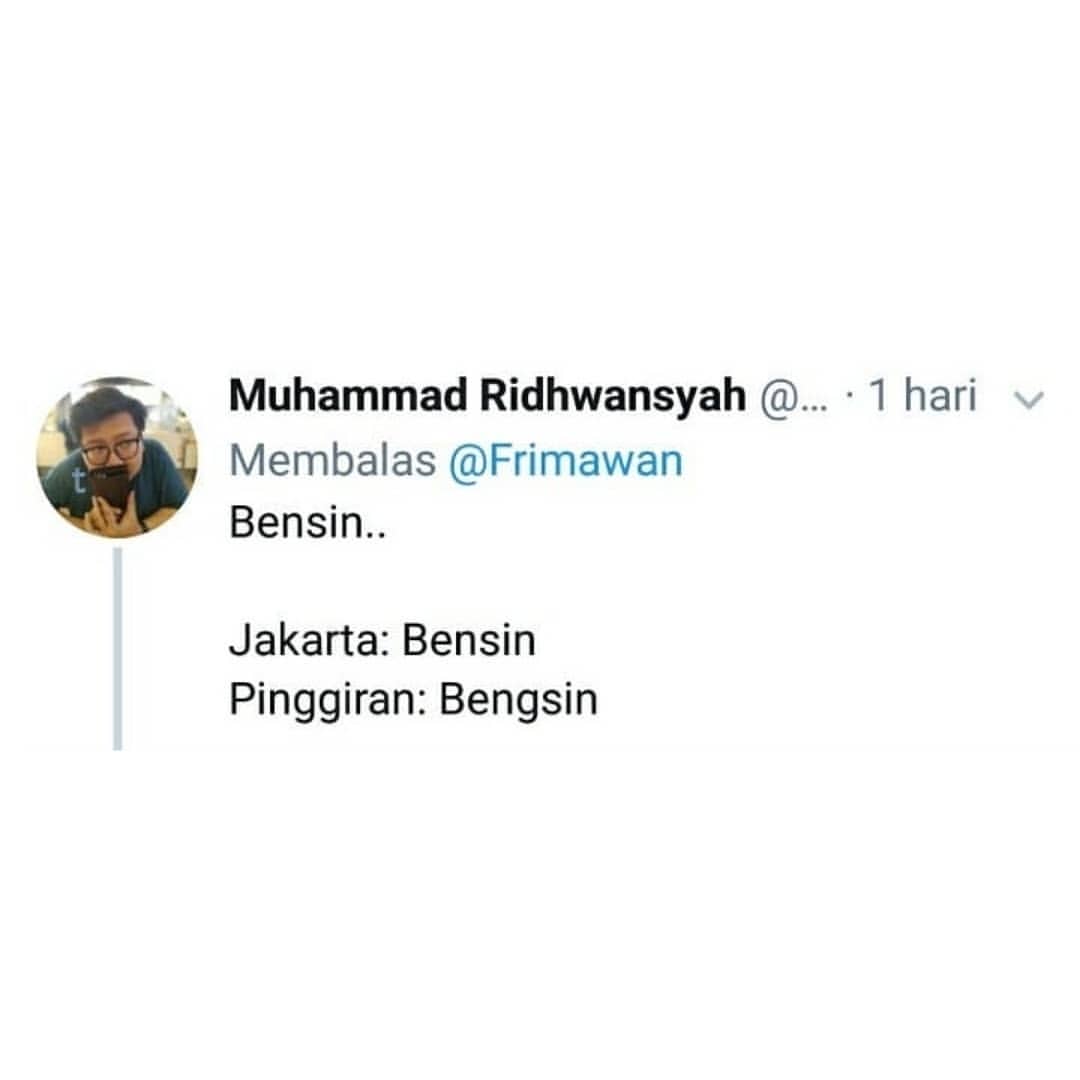 Muhammad Ridhwansyah @... · 1 hari
Membalas @Frimawan
Bensin..
Jakarta: Bensin
Pinggiran: Bengsin
t